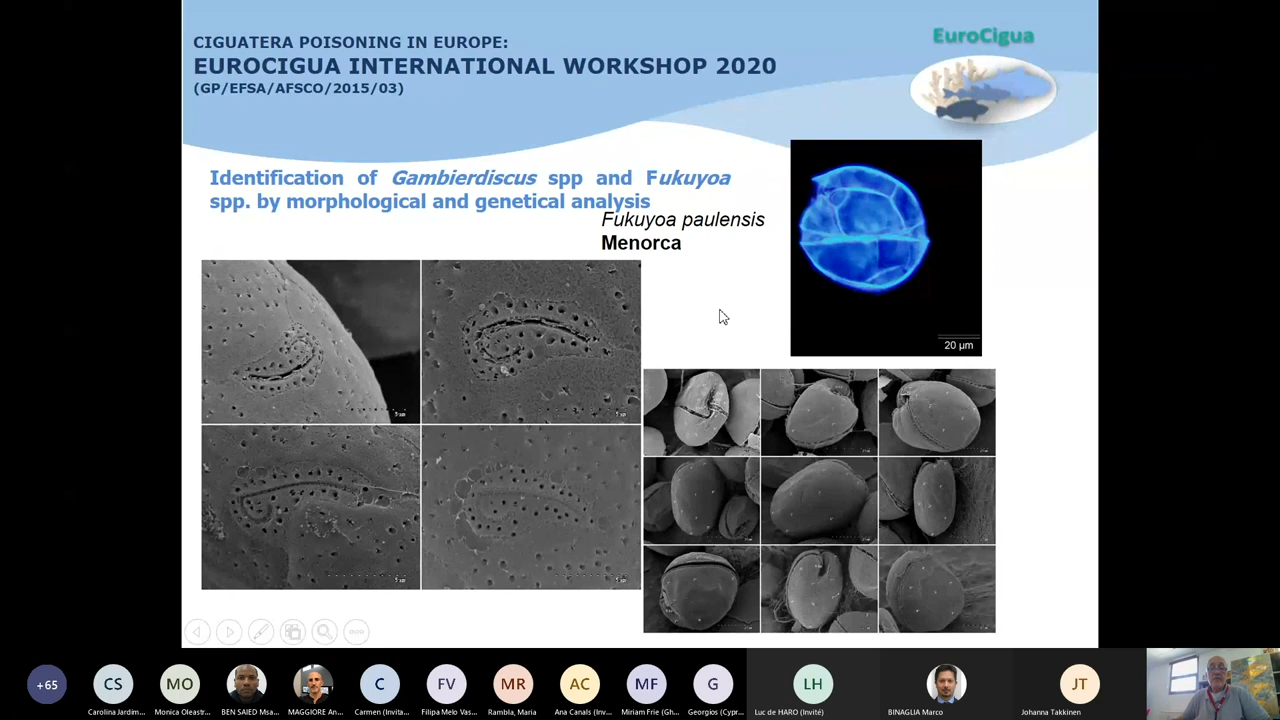 CIGUATERA POISONING IN EUROPE:
EUROCIGUA INTERNATIONAL WORKSHOP 2020
(GP/EFSA/AFSCO/2015/03)
EuroCigua
Identification of Gambierdiscus spp and Fukuyoa
spp. by morphological and genetical analysis
Fukuyoa paulensis
Menorca
20 µm
+65
CS
MO
C
FV
MR
AC
MF
G
LH
JT
Carolina Jardim...
Monica Oleastr...
BEN SAIED Msa...
MAGGIORE An...
Carmen (Invita...
Filipa Melo Vas...
Rambla, Maria
Ana Canals (Inv...
Miriam Frie (Gh...
Georgios (Cypr...
Luc de HARO (Invité)
BINAGLIA Marco
Johanna Takkinen